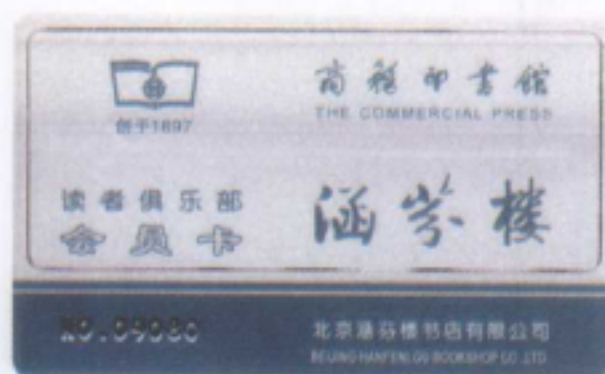 商務印書館
THE COMMERCIAL PRESS
创于1897
读者俱乐部
会员卡
涵芬楼
NO.09080
北京涵芬楼书店有限公司
BEIJING HANFENLOU BOOKSHOP CO.,LTD